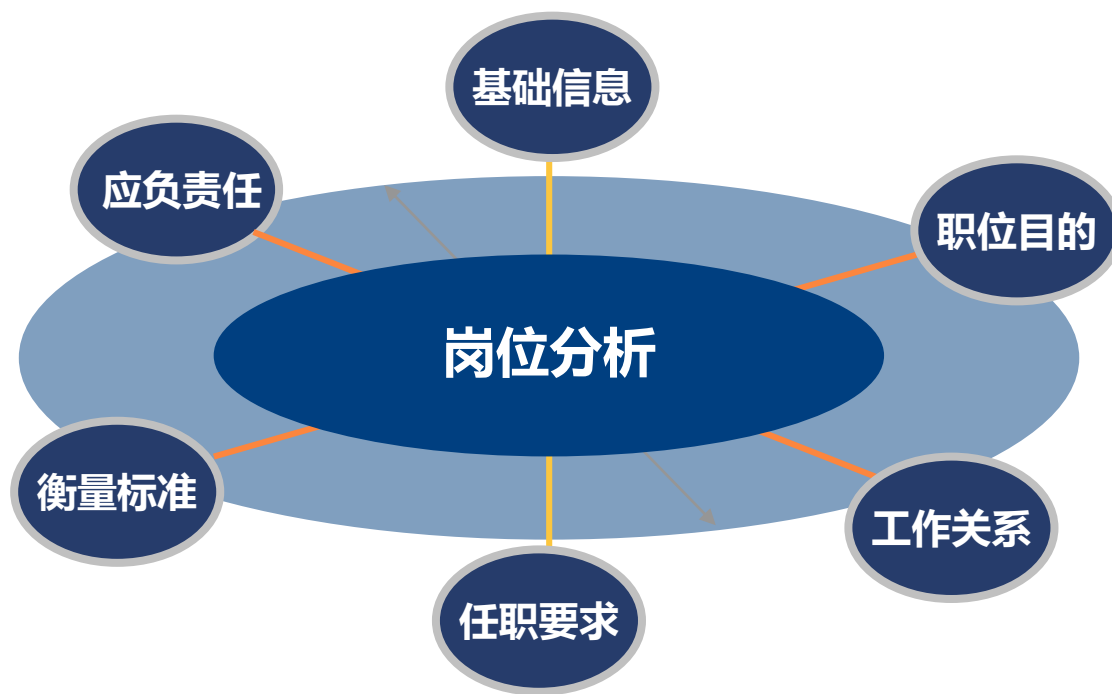 基础信息
应负责任
职位目的
岗位分析
衡量标准
工作关系
任职要求